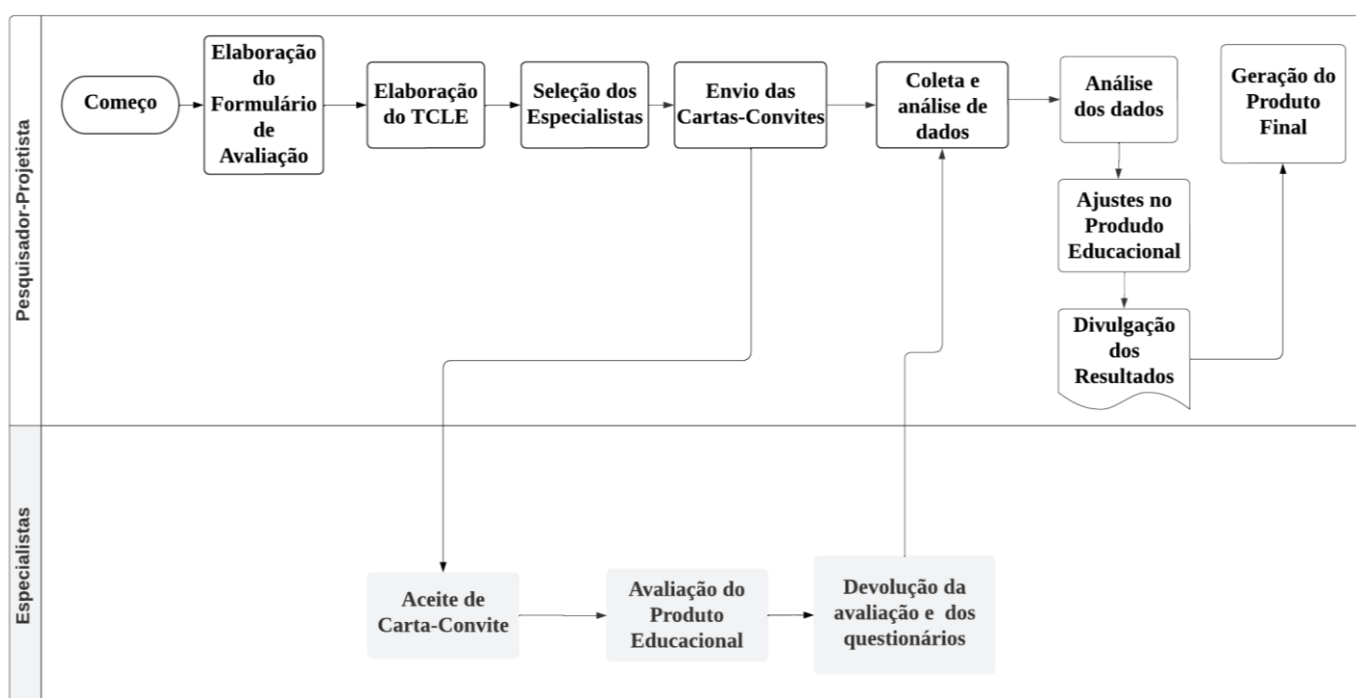 Pesquisador-Projetista
Começo
Elaboração
do
Formulário
de
Avaliação
Elaboração
do TCLE
Seleção dos
Especialistas
Envio das
Cartas-Convites
Coleta e
análise de
dados
Análise
dos dados
Geração do
Produto
Final
Ajustes no
Produdo
Educacional
Divulgação
dos
Resultados
Especialistas
Aceite de
Carta-Convite
Avaliação do
Produto
Educacional
Devolução da
avaliação e dos
questionários